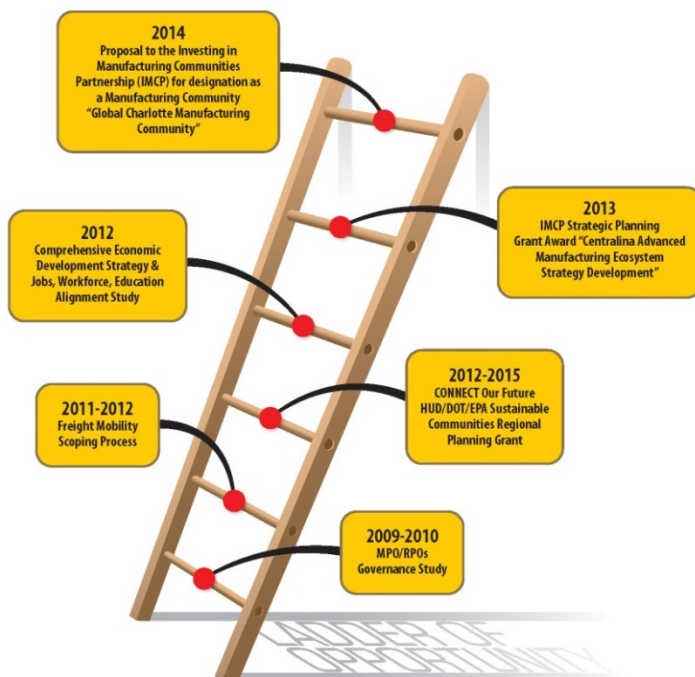 2014
Proposal to the Investing in
Manufacturing Communities
Partnership (IMCP) for designation as
a Manufacturing Community
“Global Charlotte Manufacturing
Community”
2013
IMCP Strategic Planning
Grant Award “Centralina Advanced
Manufacturing Ecosystem
Strategy Development”
2012
Comprehensive Economic
Development Strategy &
Jobs, Workforce, Education
Alignment Study
2012-2015
CONNECT Our Future
HUD/DOT/EPA Sustainable
Communities Regional
Planning Grant
2011-2012
Freight Mobility
Scoping Process
2009-2010
MPO/RPOs
Governance Study
LADDER OF
OPPORTUNITY